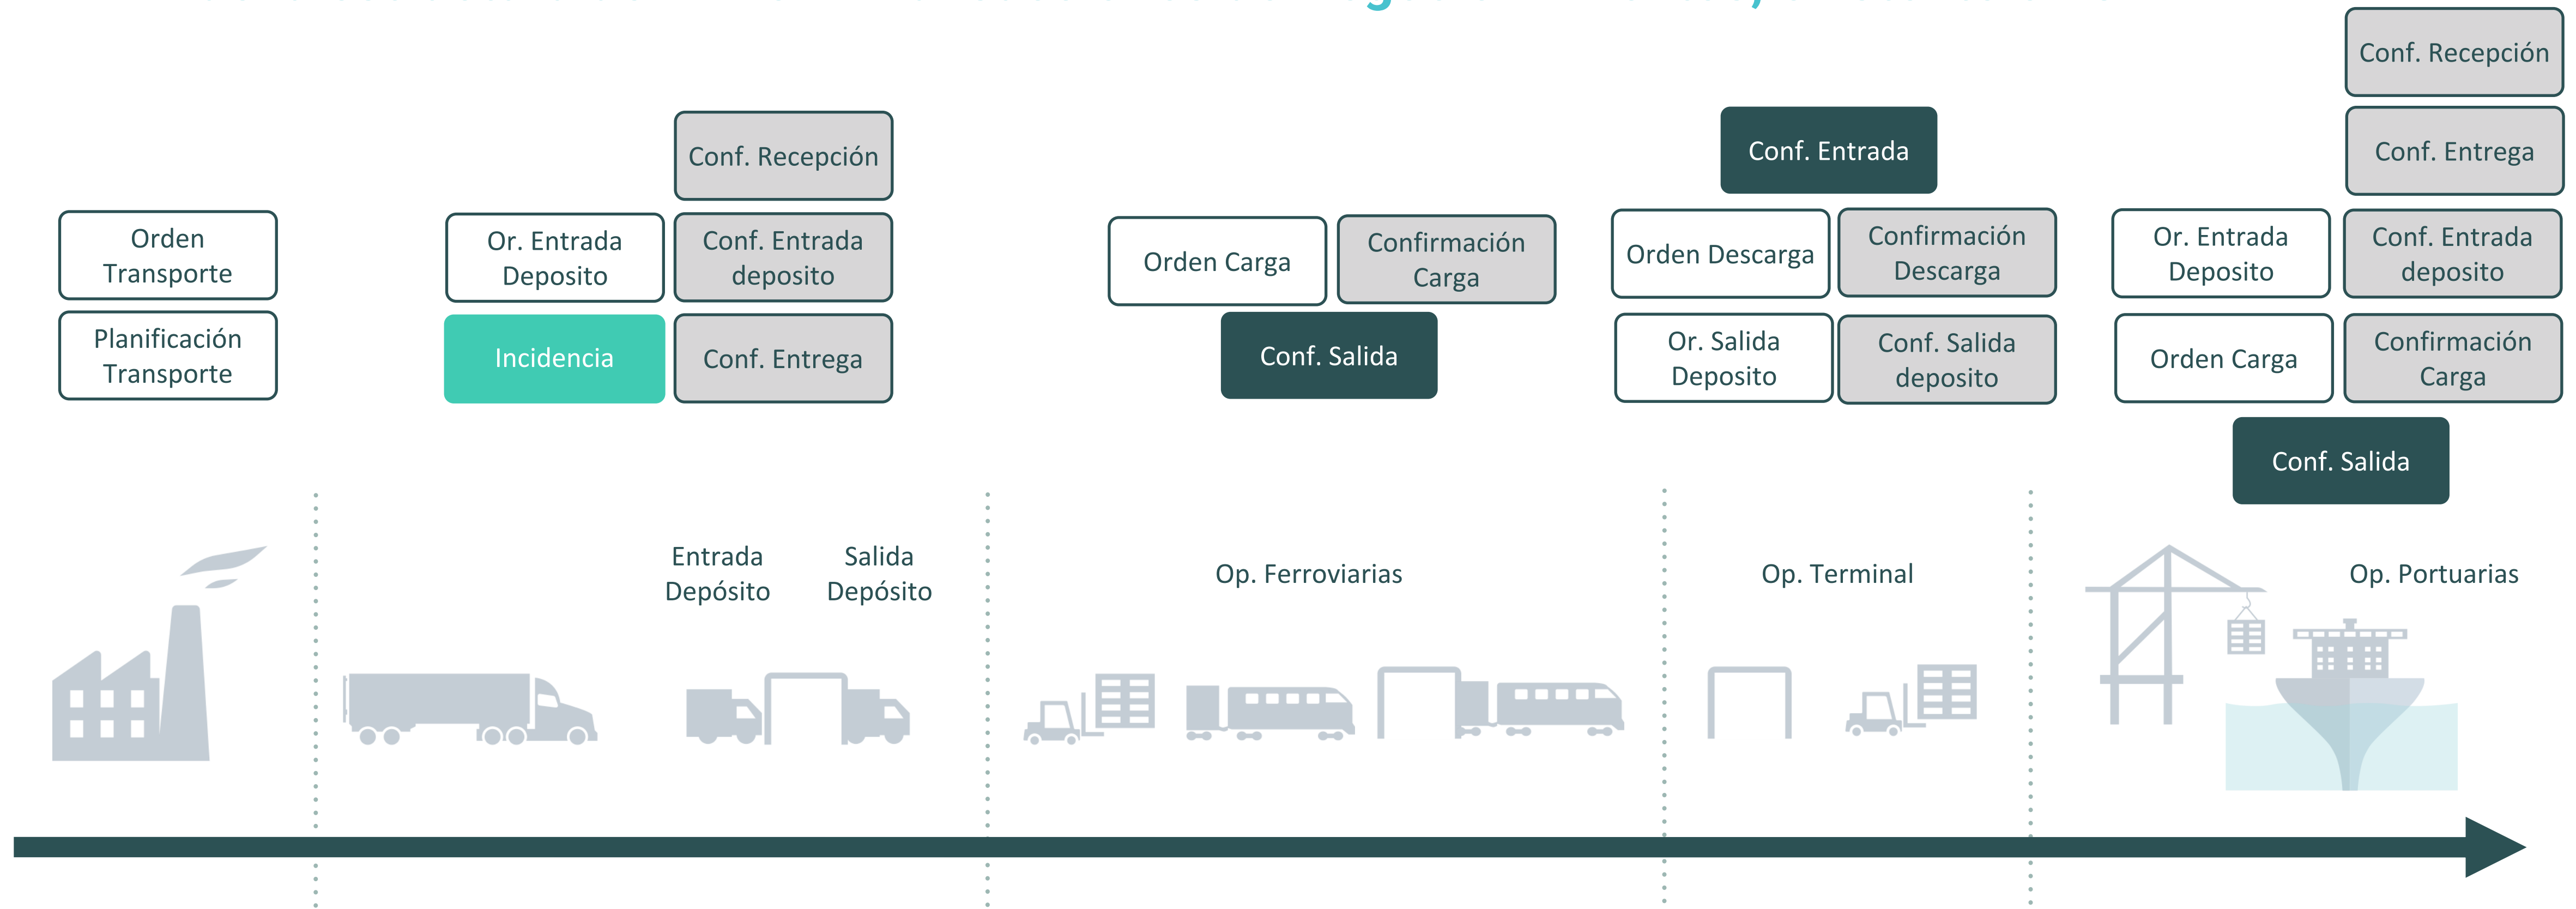 Orden
Transporte
Planificación
Transporte
Or. Entrada
Deposito
Incidencia
Conf. Recepción
Conf. Entrada
deposito
Conf. Entrega
Orden Carga
Confirmación
Carga
Conf. Salida
Conf. Entrada
Orden Descarga
Confirmación
Descarga
Or. Salida
Deposito
Conf. Salida
deposito
Conf. Recepción
Conf. Entrega
Or. Entrada
Deposito
Conf. Entrada
deposito
Orden Carga
Confirmación
Carga
Conf. Salida
Entrada
Depósito
Salida
Depósito
Op. Ferroviarias
Op. Terminal
Op. Portuarias